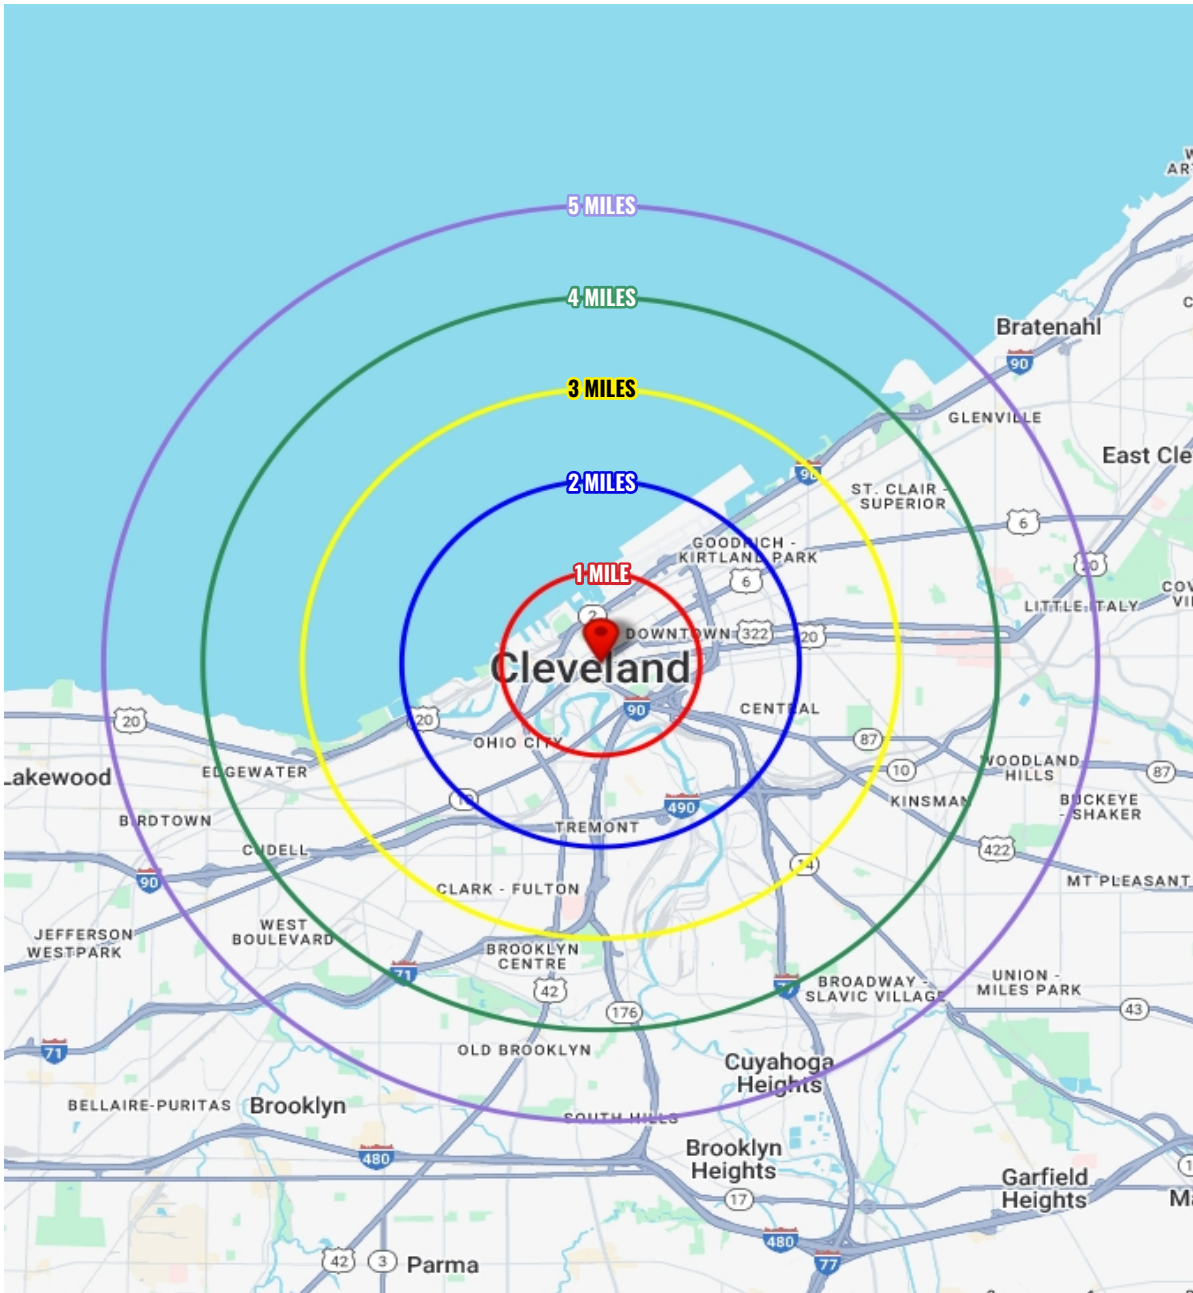 5 MILES
4 MILES
Bratenahl
90
3 MILES
GLENVILLE
East Cle
90
2 MILES
ST. CLAIR -
SUPERIOR
6
GOODRICH -
KIRTLAND PARK
20
1 MILE
6
LITTLE ITALY
2
DOWNTOWN
322
20
Cleveland
90
CENTRAL
20
20
OHIO CITY
87
EDGEWATER
Lakewood
WOODLAND
HILLS
10
87
10
KINSMAN
BUCKEYE
- SHAKER
490
BIRDTOWN
TREMONT
CUDELL
422
14
90
MT PLEASANT
CLARK - FULTON
WEST
BOULEVARD
JEFFERSON
WESTPARK
BROOKLYN
CENTRE
71
42
77
BROADWAY -
SLAVIC VILLAGE
UNION -
MILES PARK
176
43
71
OLD BROOKLYN
Cuyahoga
Heights
BELLAIRE-PURITAS
Brooklyn
SOUTH HILLS
480
Brooklyn
Heights
Garfield
Heights
17
480
42
3
Parma
77